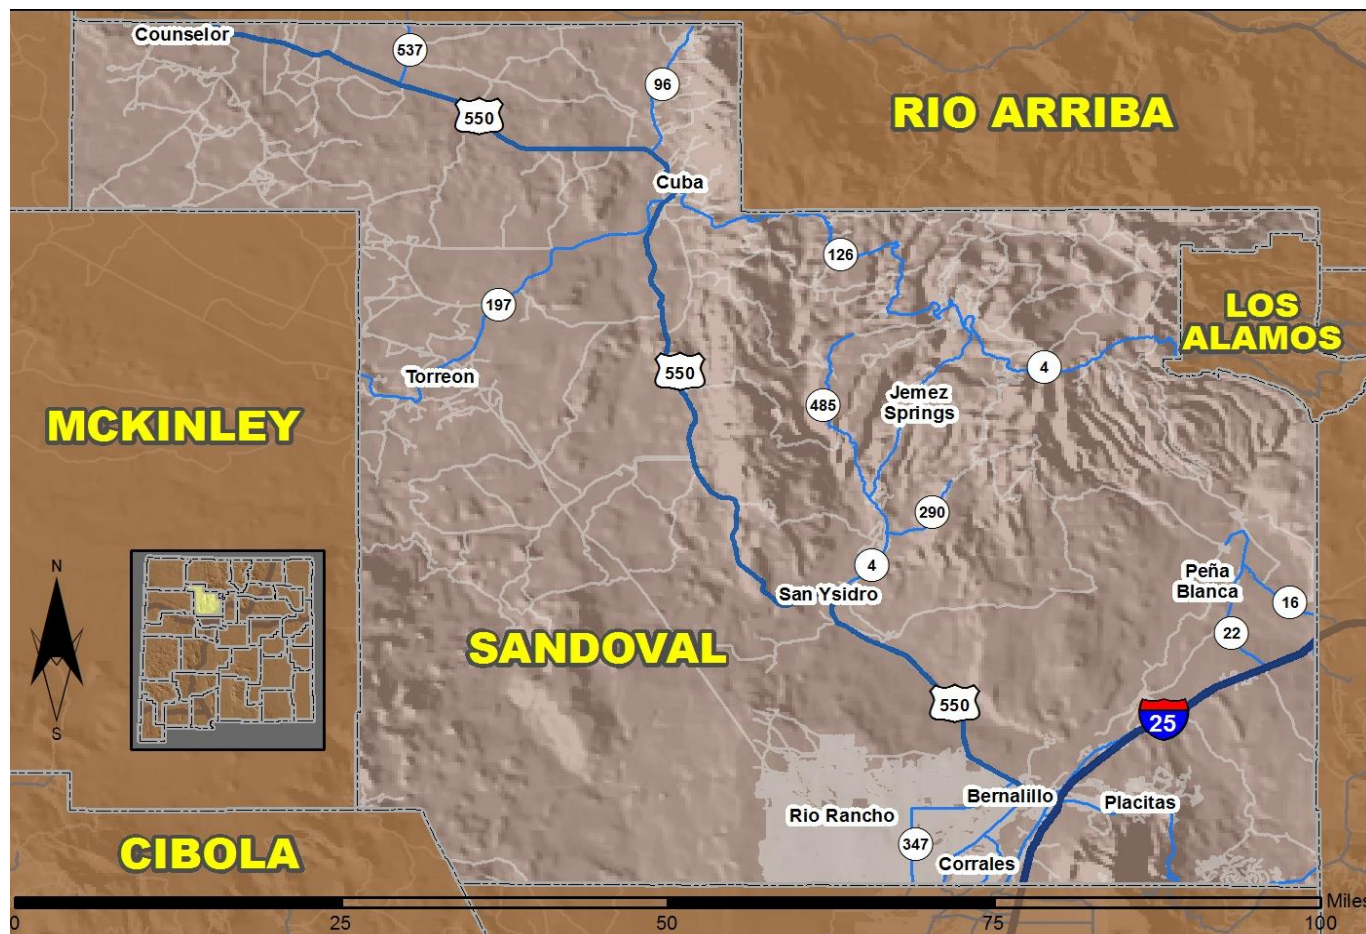 Counselor
537
96
550
RIO ARRIBA
Cuba
126
197
LOS
ALAMOS
Torreon
550
4
485
Jemez
Springs
MCKINLEY
290
N
4
Peña
Blanca
San Ysidro
16
22
SANDOVAL
S
550
25
Bernalillo
Placitas
Rio Rancho
347
Corrales
CIBOLA
Miles
0
25
50
75
100